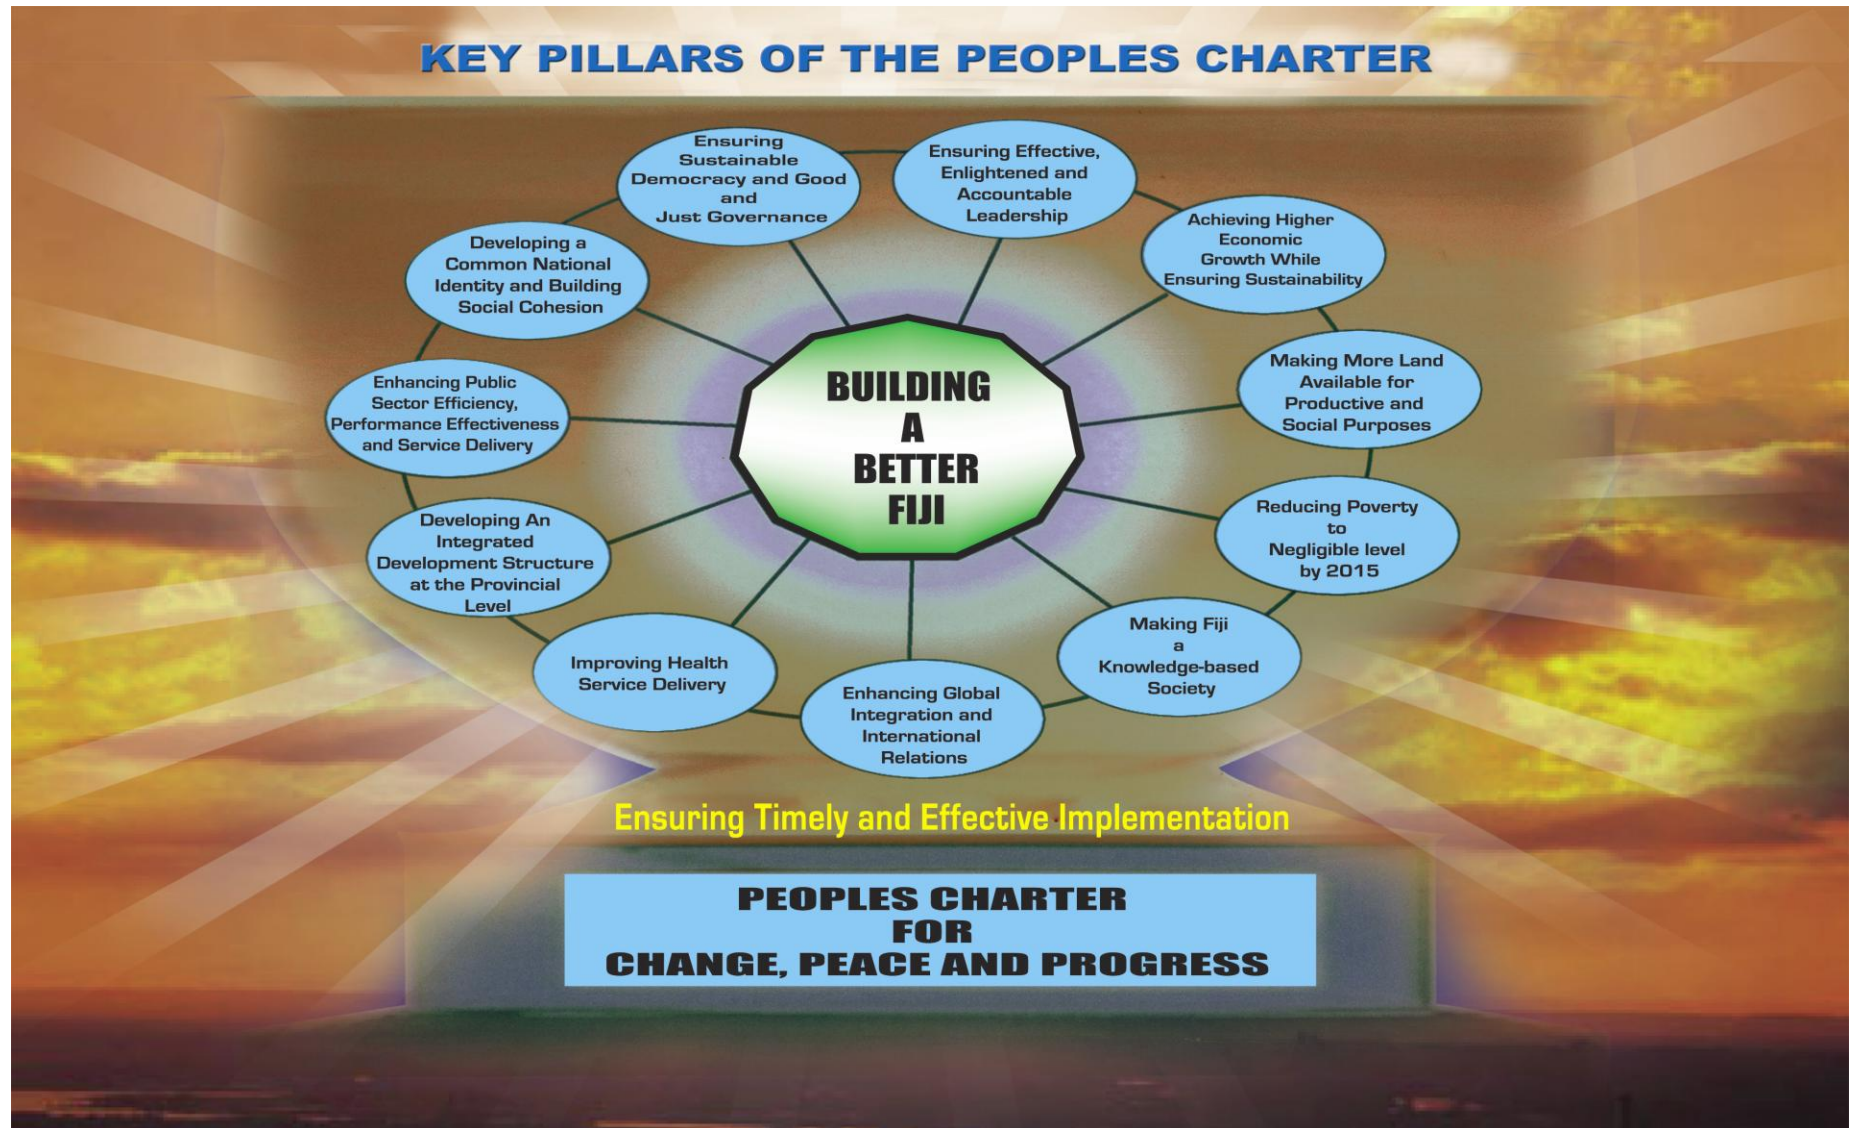 KEY PILLARS OF THE PEOPLES CHARTER
Ensuring
Sustainable
Democracy and Good
and
Just Governance
Ensuring Effective,
Enlightened and
Accountable
Leadership
Achieving Higher
Economic
Growth While
Ensuring Sustainability
Making More Land
Available for
Productive and
Social Purposes
Reducing Poverty
to
Negligible level
by 2015
Making Fiji
a
Knowledge-based
Society
Enhancing Global
Integration and
International
Relations
Improving Health
Service Delivery
Developing An
Integrated
Development Structure
at the Provincial
Level
Enhancing Public
Sector Efficiency,
Performance Effectiveness
and Service Delivery
Developing a
Common National
Identity and Building
Social Cohesion
BUILDING
A
BETTER
FIJI
Ensuring Timely and Effective Implementation
PEOPLES CHARTER
FOR
CHANGE, PEACE AND PROGRESS